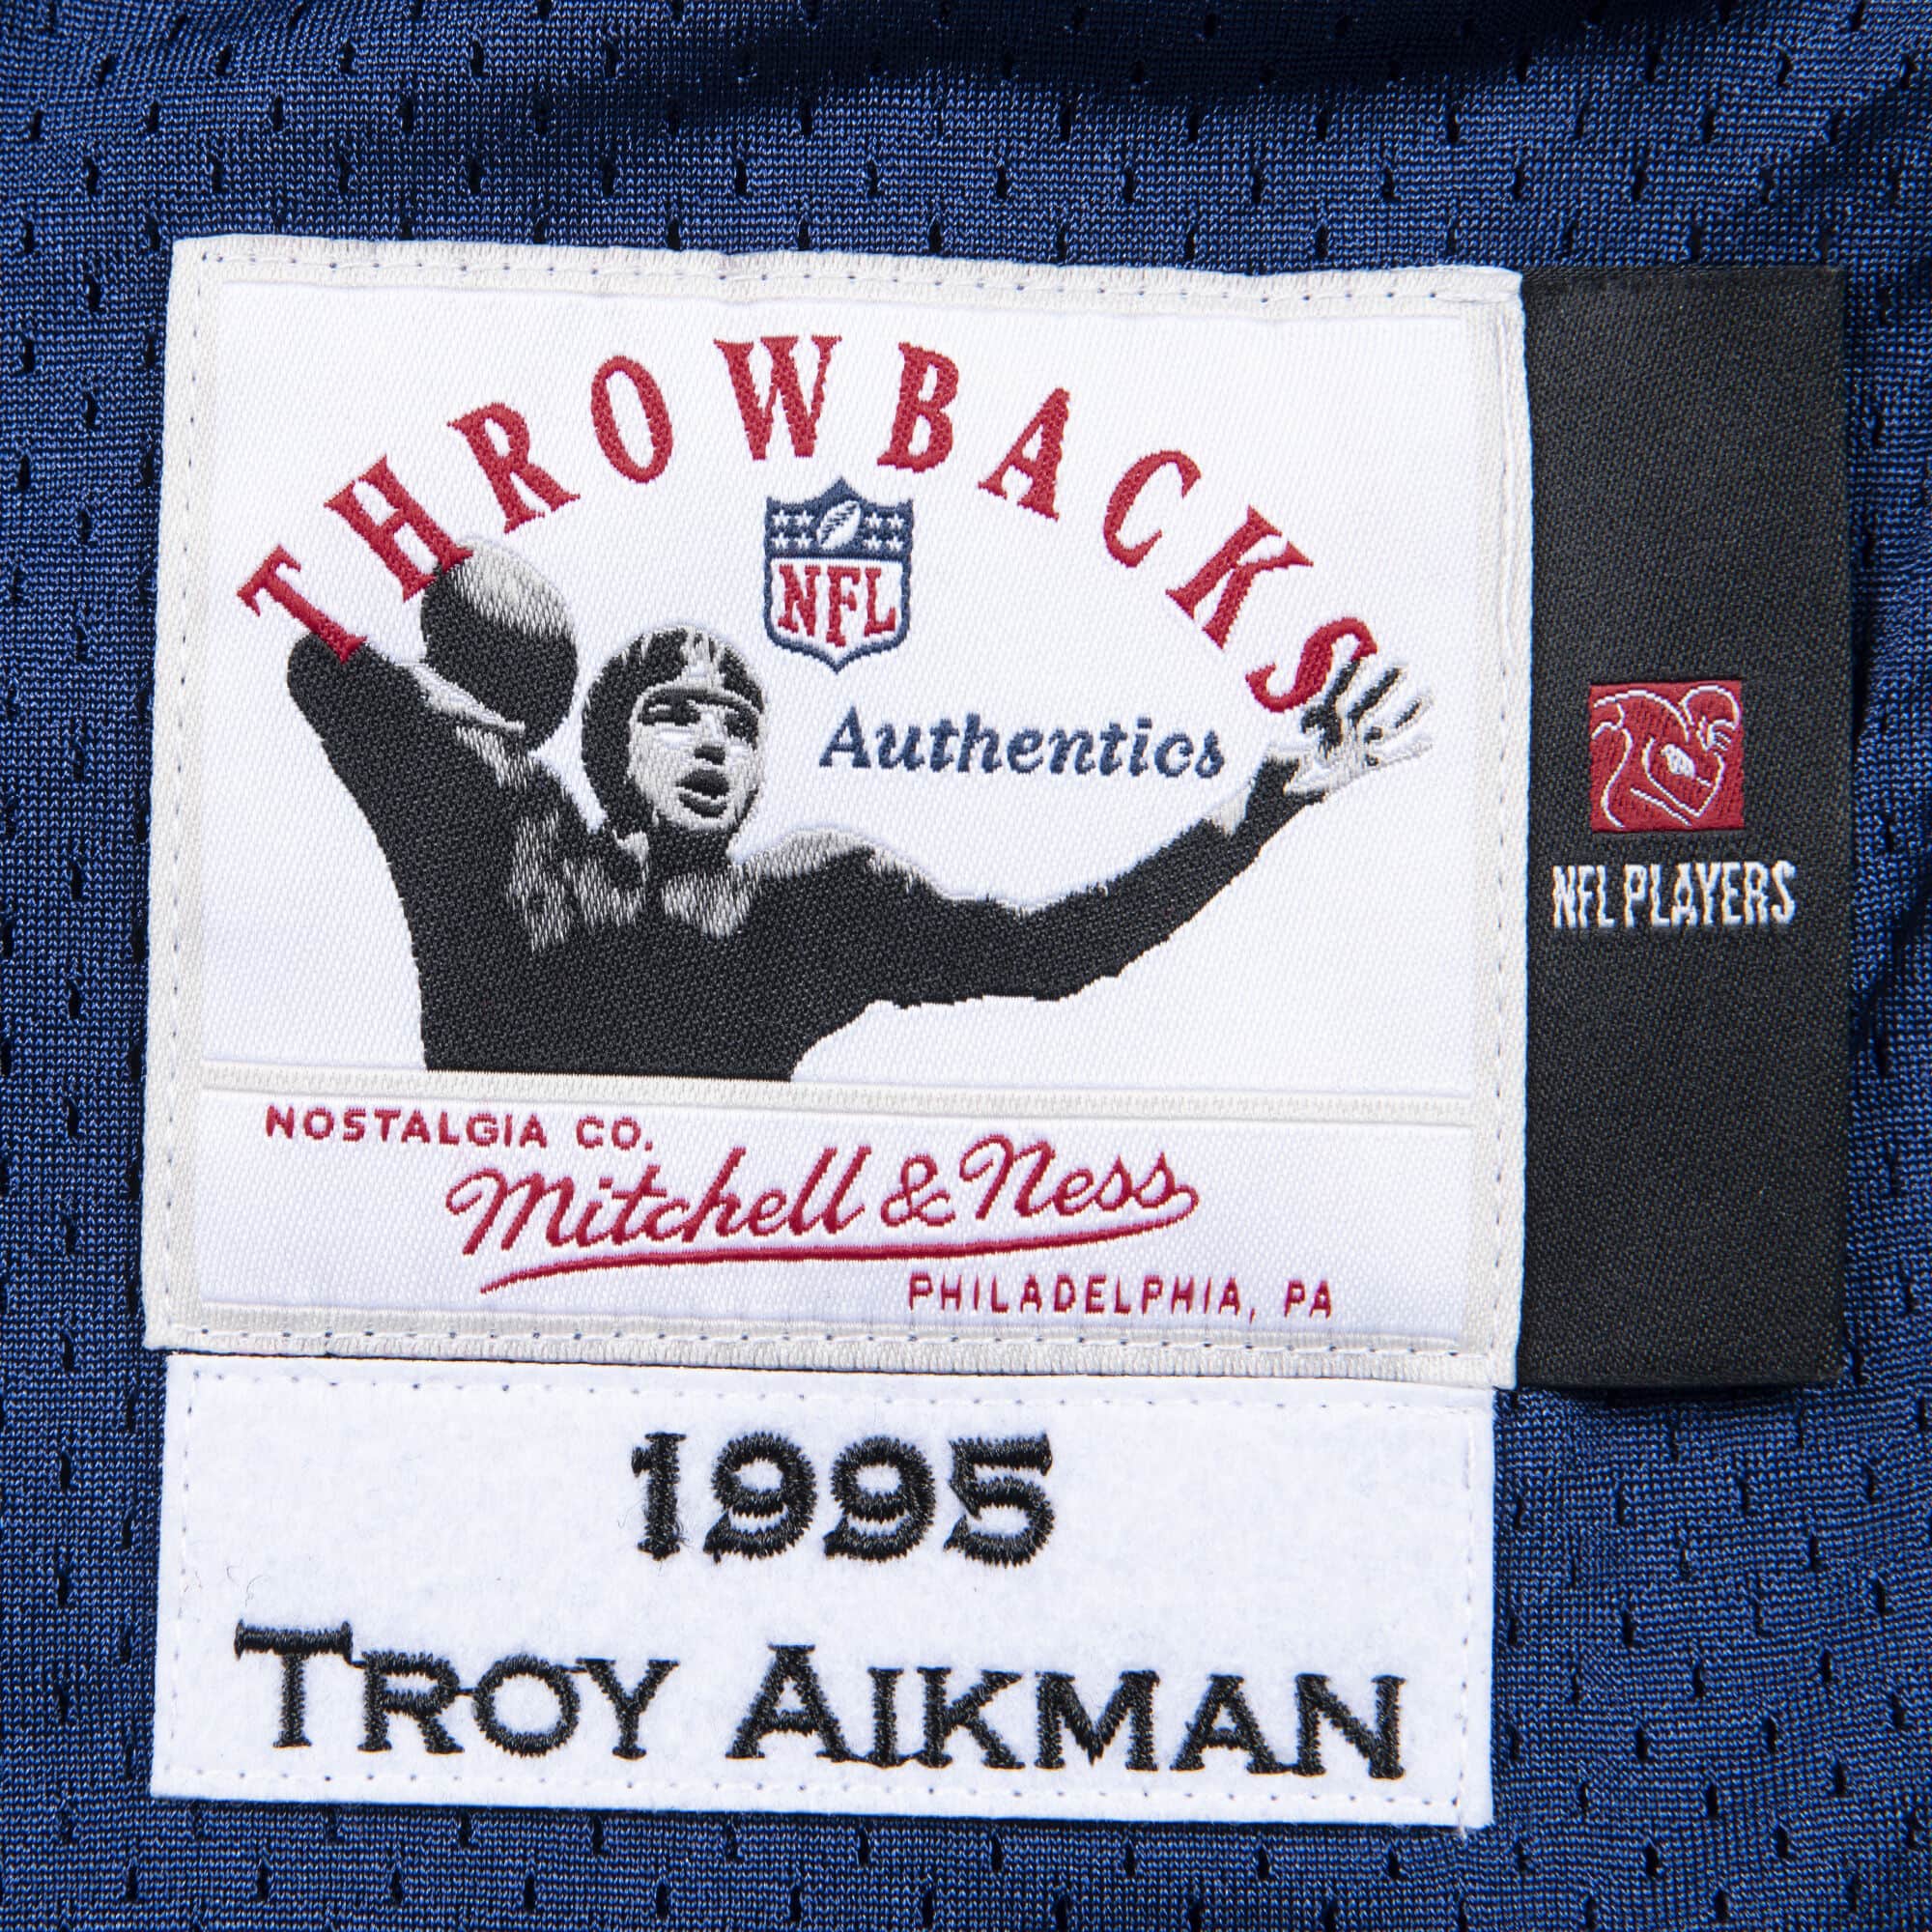 THROWBACKS
NFL
Authentics
NFL PLAYERS
NOSTALGIA CO.
Mitchell & Ness
PHILADELPHIA, PA
1995
TROY AIKMAN